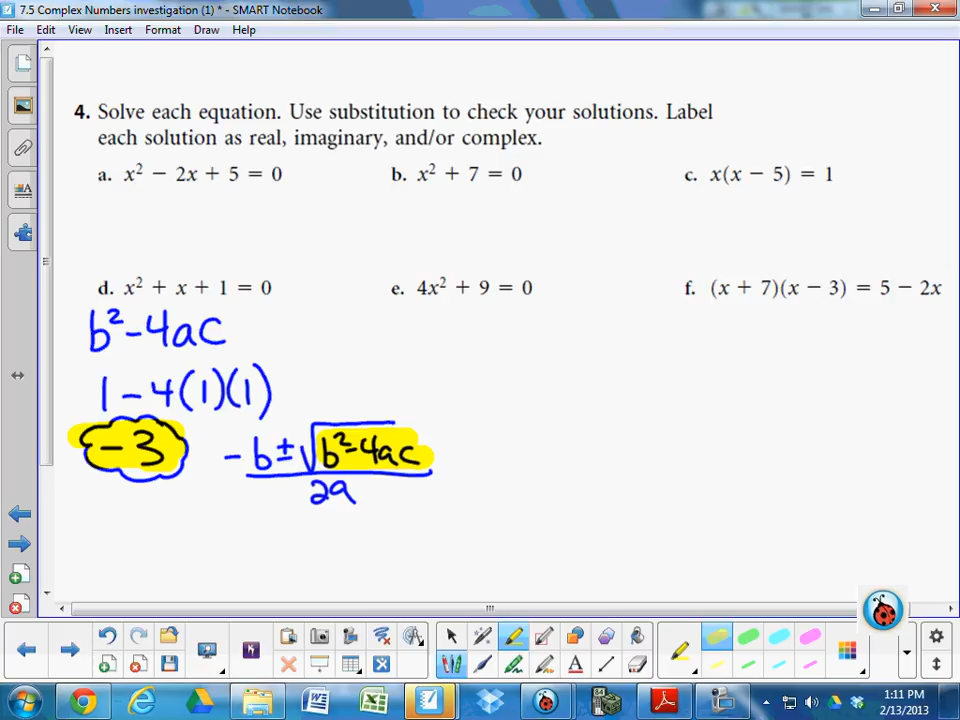 7.5 Complex Numbers investigation (1) * - SMART Notebook
File Edit View Insert Format Draw Help
4. Solve each equation. Use substitution to check your solutions. Label
each solution as real, imaginary, and/or complex.
a. x² − 2x + 5 = 0 b. x² + 7 = 0 c. x(x − 5) = 1
d. x² + x + 1 = 0 e. 4x² + 9 = 0 f. (x + 7)(x − 3) = 5 − 2x
b²-4ac
1-4(1)(1)
-3
-b±√b²-4ac
2a
1:11 PM
2/13/2013